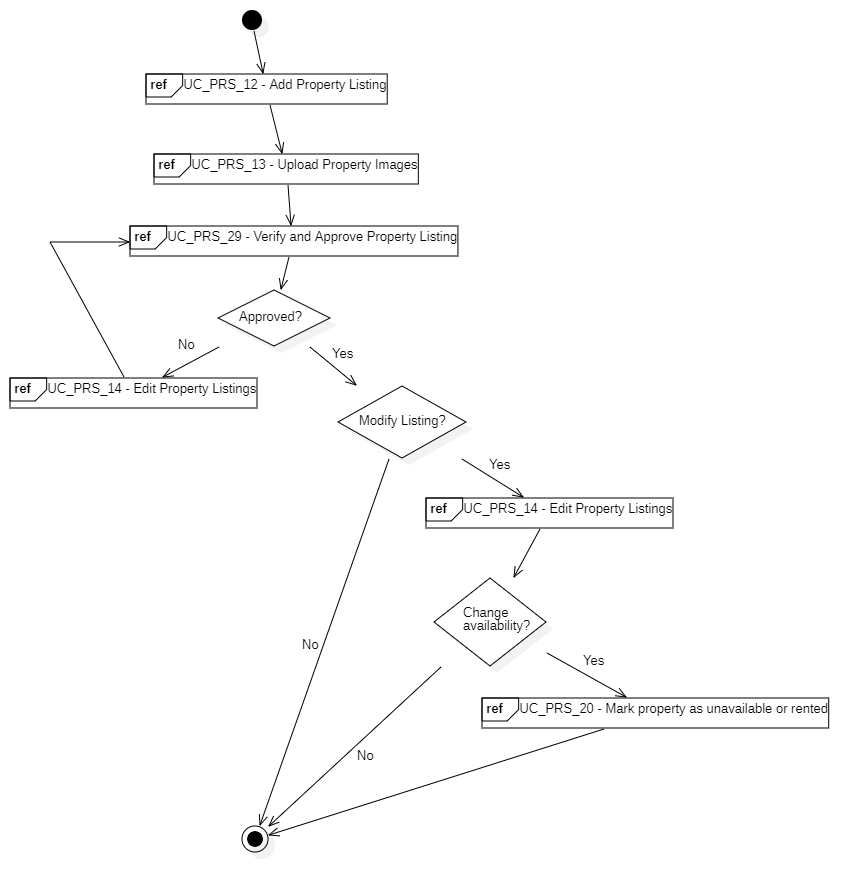 ref UC_PRS_12 - Add Property Listing
ref UC_PRS_13 - Upload Property Images
ref UC_PRS_29 - Verify and Approve Property Listing
Approved?
No
Yes
ref UC_PRS_14 - Edit Property Listings
Modify Listing?
Yes
ref UC_PRS_14 - Edit Property Listings
Change
availability?
No
Yes
ref UC_PRS_20 - Mark property as unavailable or rented
No